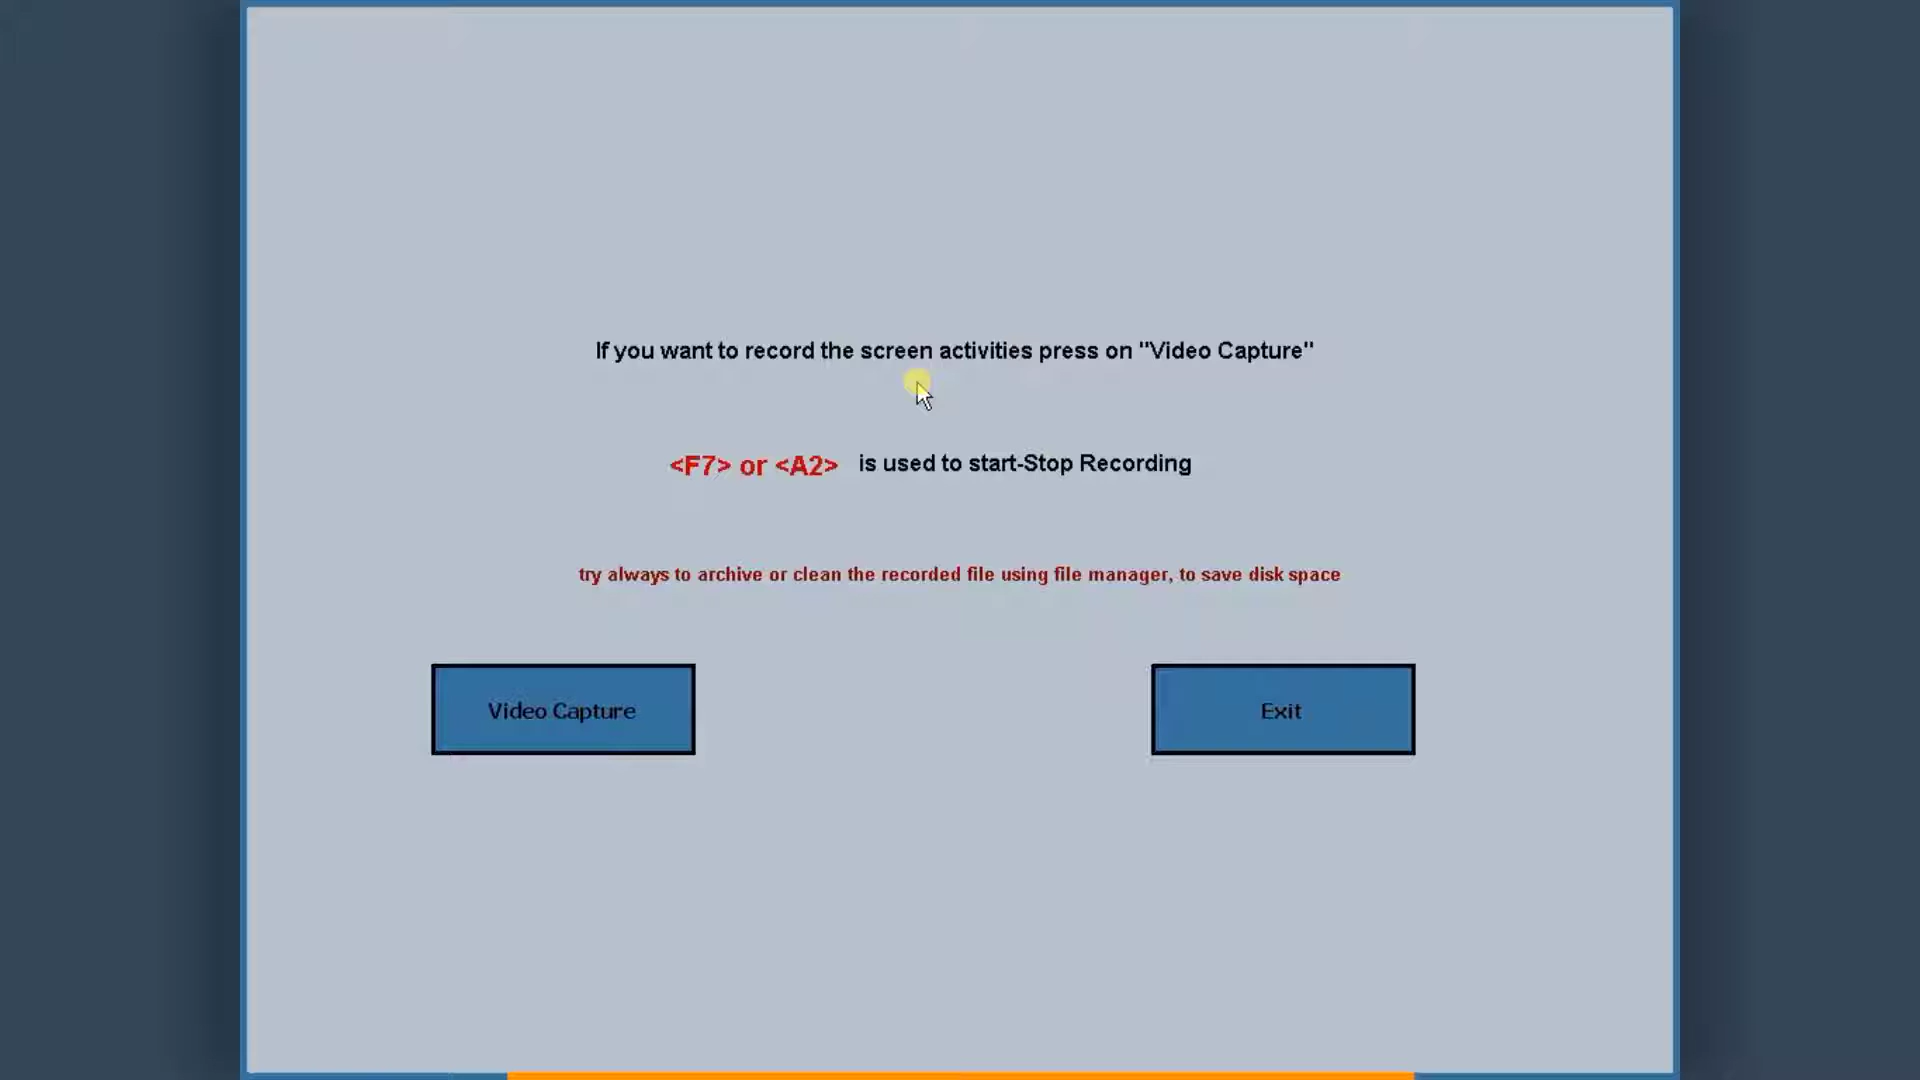 If you want to record the screen activities press on "Video Capture"
<F7> or <A2> is used to start-Stop Recording
try always to archive or clean the recorded file using file manager, to save disk space
Video Capture
Exit